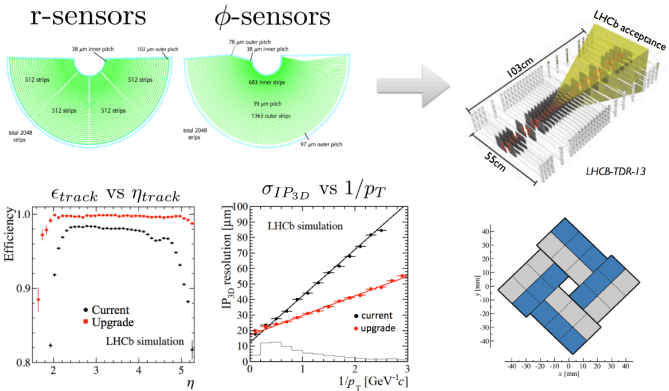 r-sensors
ϕ-sensors
38 μm inner pitch
102 μm outer pitch
512 strips
512 strips
512 strips
512 strips
total 2048
strips
78 μm outer pitch
38 μm inner pitch
683 inner strips
39 μm pitch
1365 outer strips
total 2048
strips
97 μm outer pitch
LHCb acceptance
103cm
55cm
LHCB-TDR-13
ϵtrack vs ηtrack
Efficiency
1.0
0.9
0.8
Current
Upgrade
LHCb simulation
1 2 3 4 5
η
σIP3D vs 1/pT
IP3D resolution [μm]
100
90
80
70
60
50
40
30
20
10
0
LHCb simulation
current
upgrade
0 1 2 3
1/pT [GeV⁻¹c]
y [mm]
40
30
20
10
0
-10
-20
-30
-40
-40 -30 -20 -10 0 10 20 30 40
x [mm]